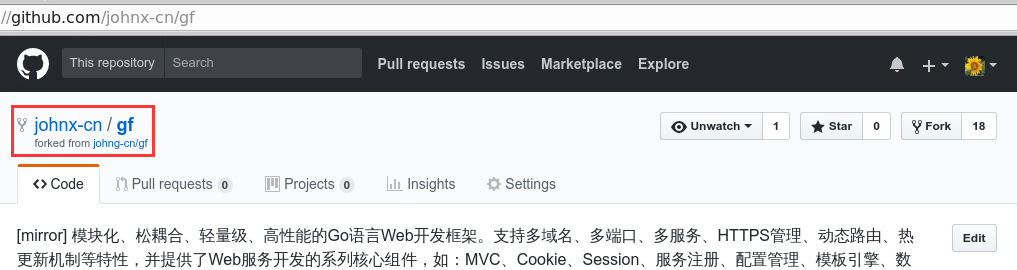 //github.com/johnx-cn/gf
This repository Search Pull requests Issues Marketplace Explore
johnx-cn / gf Unwatch 1 Star 0 Fork 18
forked from johng-cn/gf
Code Pull requests 0 Projects 0 Insights Settings
[mirror] 模块化、松耦合、轻量级、高性能的Go语言Web开发框架。支持多域名、多端口、多服务、HTTPS管理、动态路由、热 Edit
更新机制等特性，并提供了Web服务开发的系列核心组件，如：MVC、Cookie、Session、服务注册、配置管理、模板引擎、数